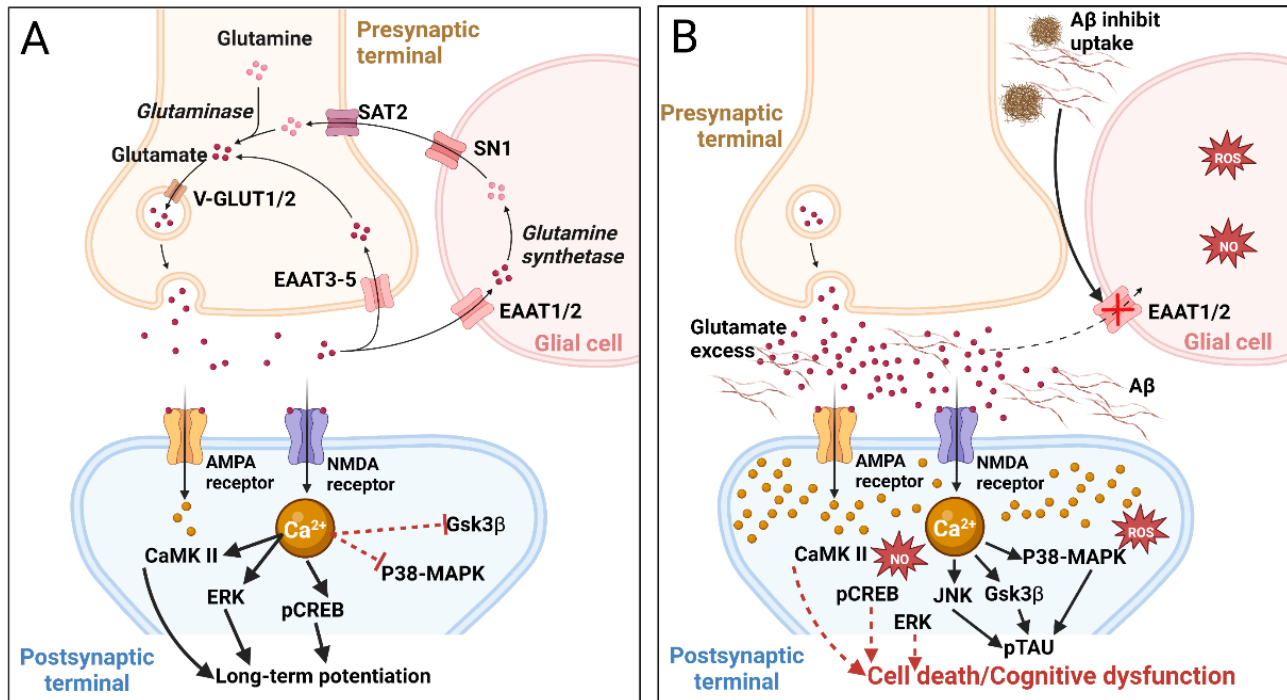 A
Glutamine
Presynaptic
terminal
Glutaminase
SAT2
SN1
Glutamate
V-GLUT1/2
Glutamine
synthetase
EAAT3-5
EAAT1/2
Glial cell
AMPA
receptor
NMDA
receptor
Ca²⁺
Gsk3β
CaMK II
P38-MAPK
ERK
pCREB
Postsynaptic
terminal
Long-term potentiation
B
Aβ inhibit
uptake
Presynaptic
terminal
ROS
NO
EAAT1/2
Glial cell
Glutamate
excess
Aβ
AMPA
receptor
NMDA
receptor
Ca²⁺
ROS
CaMK II
NO
P38-MAPK
pCREB
JNK
Gsk3β
ERK
pTAU
Postsynaptic
terminal
Cell death/Cognitive dysfunction